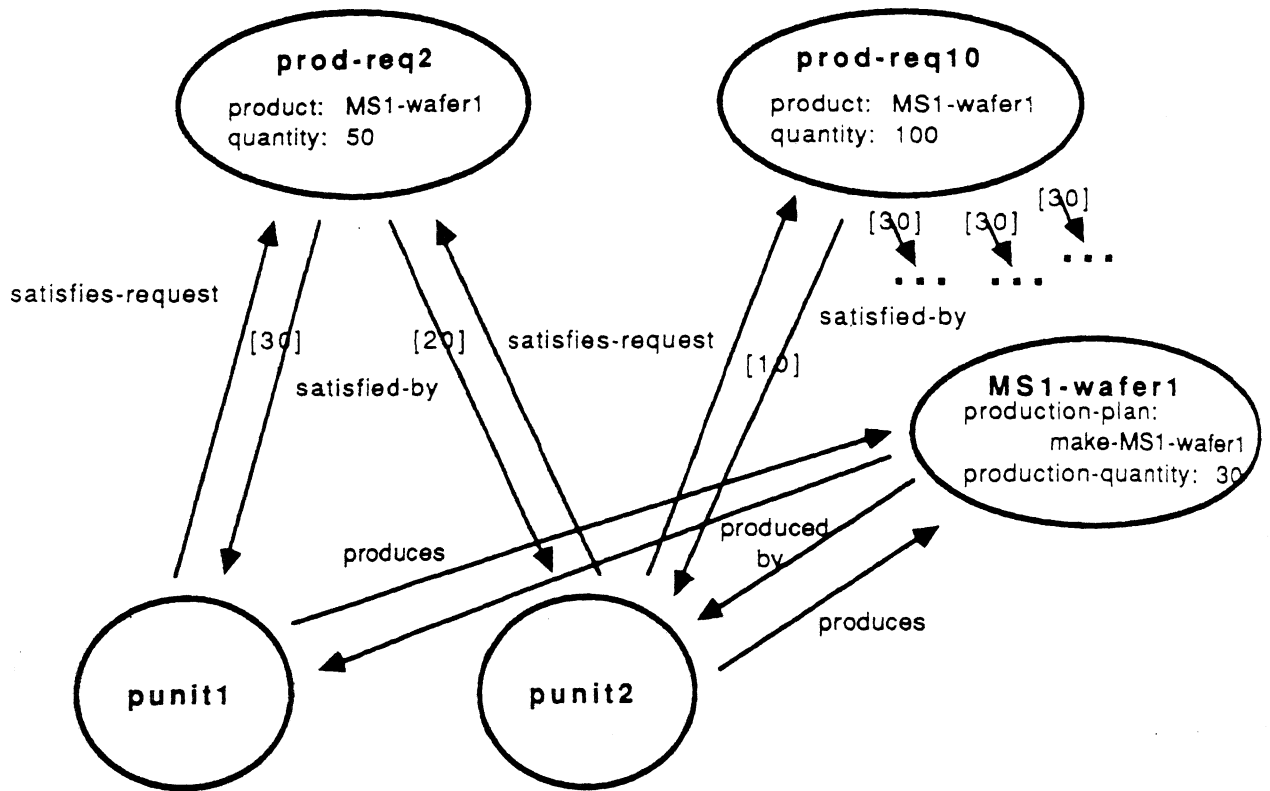 prod-req2
product: MS1-wafer1
quantity: 50
prod-req10
product: MS1-wafer1
quantity: 100
[30]
[30]
[30]
...
...
...
satisfies-request
[30]
satisfied-by
[20]
satisfies-request
[10]
satisfied-by
MS1-wafer1
production-plan:
make-MS1-wafer1
production-quantity: 30
produces
produced
by
produces
punit1
punit2